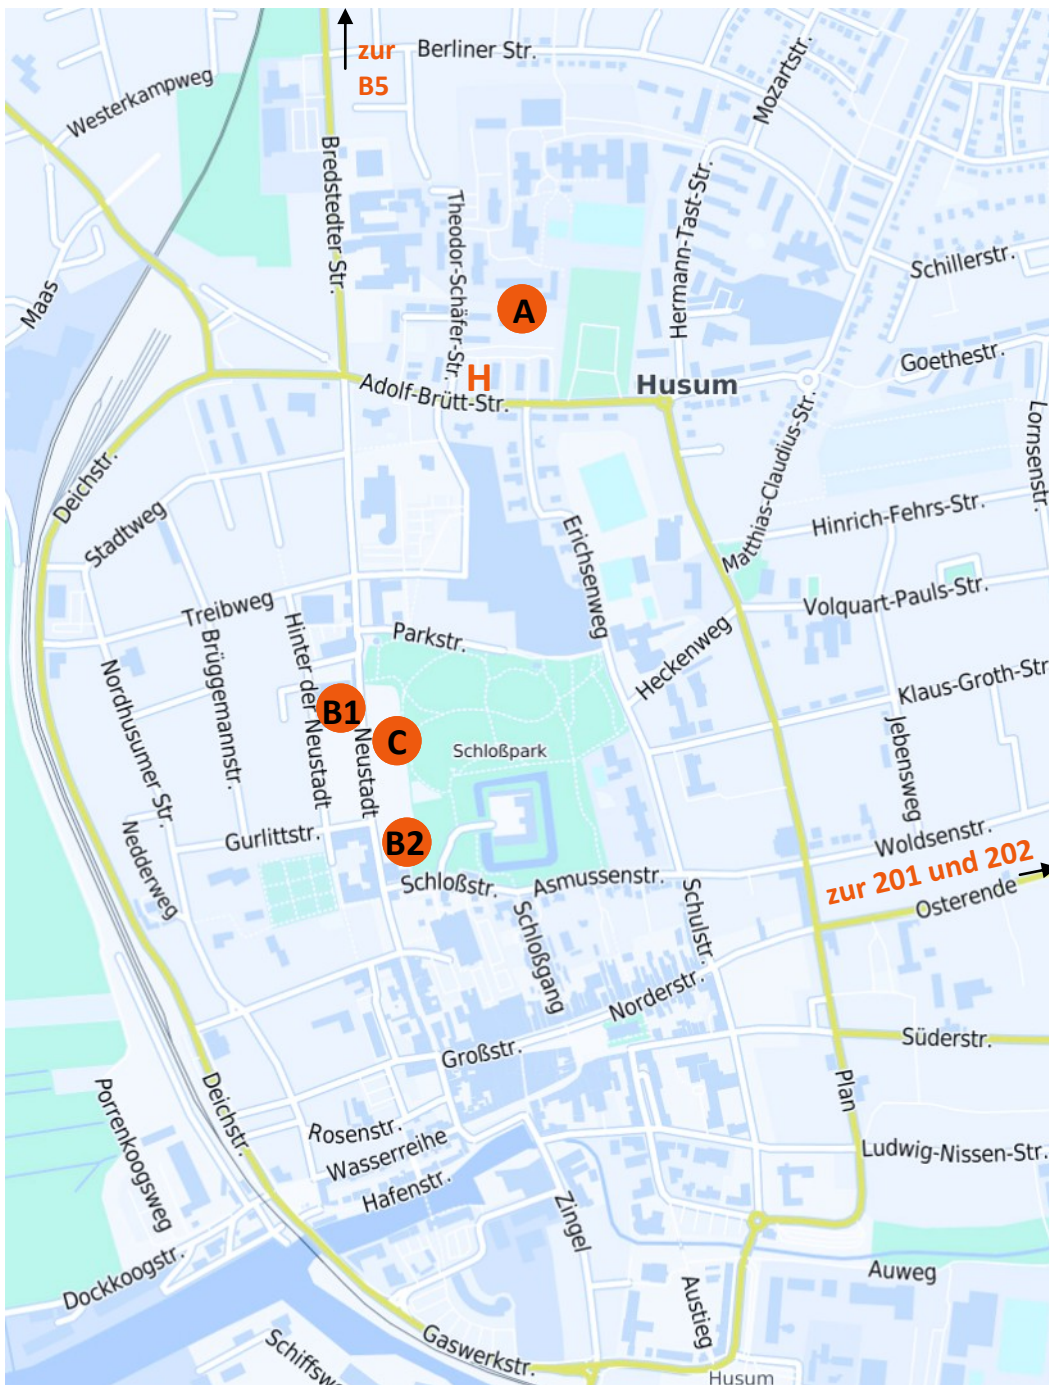 zur
B5
Berliner Str.
Mozartstr.
Westerkampweg
Bredstedter Str.
Theodor-Schäfer-Str.
Hermann-Tast-Str.
Schillerstr.
Maas
A
Goethestr.
H
Husum
Adolf-Brütt-Str.
Lornsenstr.
Matthias-Claudius-Str.
Deichstr.
Stadtweg
Hinrich-Fehrs-Str.
Erichsenweg
Treibweg
Volquart-Pauls-Str.
Parkstr.
Heckenweg
Hinter der Neustadt
Brüggemannstr.
Nordhusumer Str.
Klaus-Groth-Str
B1
C
Neustadt
Schloßpark
Jebensweg
B2
Gurlittstr.
Nedderweg
Woldsenstr.
zur 201 und 202
Osterende
Schloßstr.
Asmussenstr.
Schulstr.
Schloßgang
Norderstr.
Großstr.
Süderstr.
Plan
Porrenkoogsweg
Deichstr.
Rosenstr.
Wasserreihe
Hafenstr.
Ludwig-Nissen-Str.
Zingel
Dockkoogstr.
Auweg
Austieg
Gaswerkstr.
Schiffsw
Husum